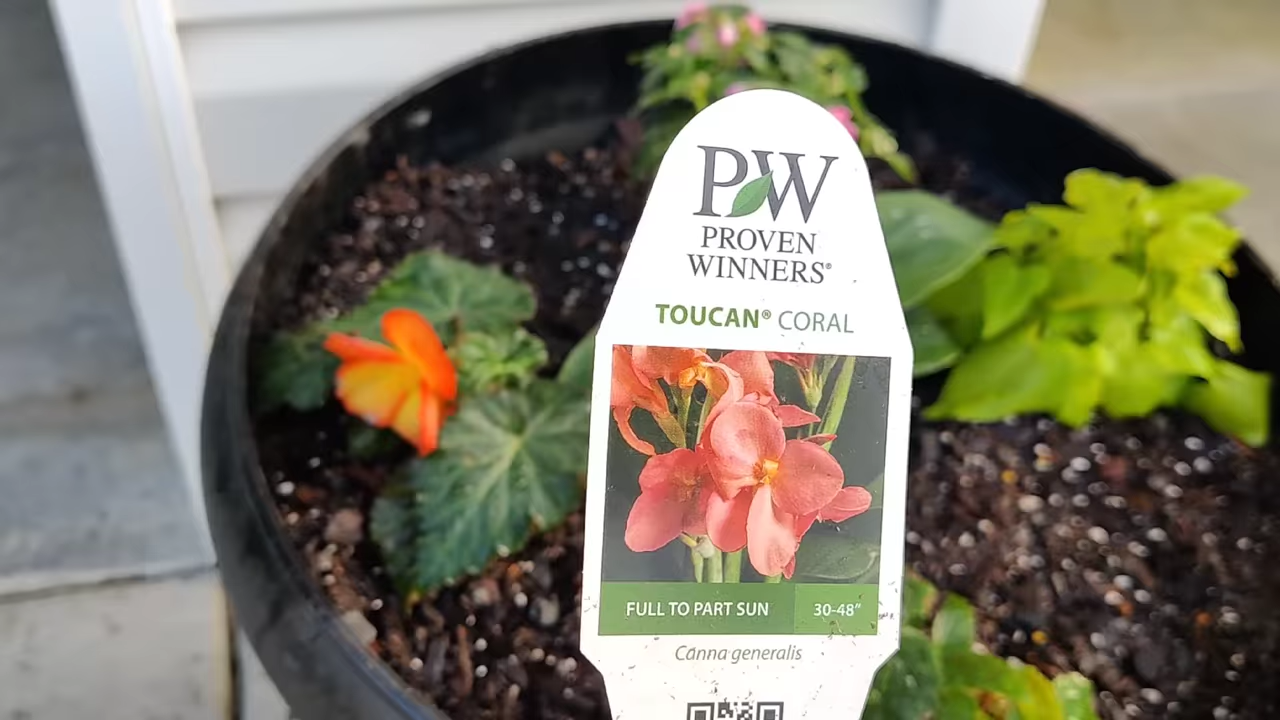 PW
PROVEN
WINNERS®
TOUCAN® CORAL
FULL TO PART SUN 30-48"
Canna generalis